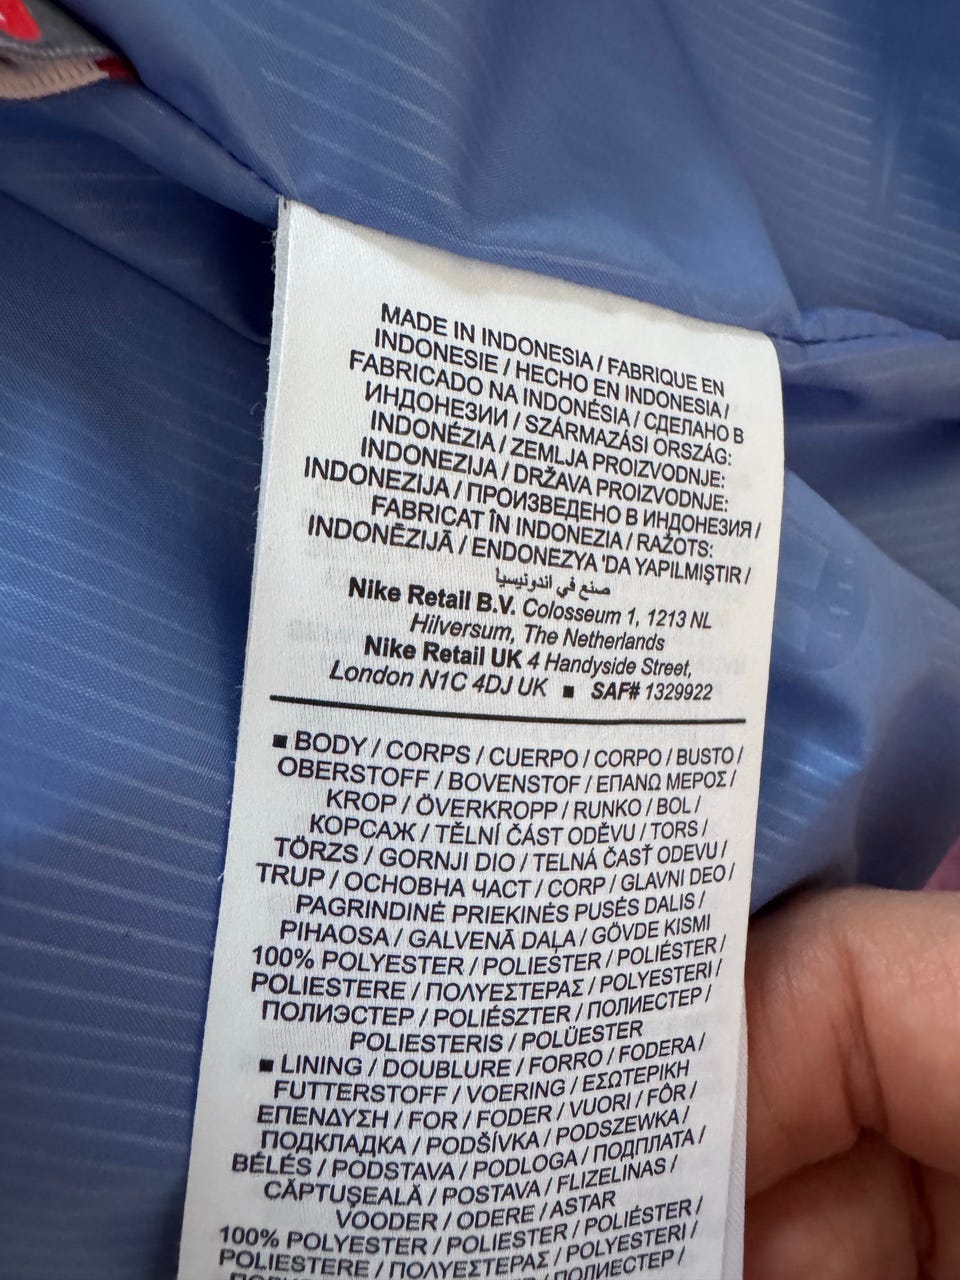 MADE IN INDONESIA / FABRIQUE EN
INDONESIE / HECHO EN INDONESIA /
FABRICADO NA INDONÉSIA / СДЕЛАНО В
ИНДОНЕЗИИ / SZÁRMAZÁSI ORSZÁG:
INDONÉZIA / ZEMLJA PROIZVODNJE:
INDONEZIJA / DRŽAVA PROIZVODNJE:
INDONEZIJA / ПРОИЗВЕДЕНО В ИНДОНЕЗИЯ /
FABRICAT ÎN INDONEZIA / RAŽOTS:
INDONĒZIJĀ / ENDONEZYA 'DA YAPILMIŞTIR /
صنع في اندونيسيا
Nike Retail B.V. Colosseum 1, 1213 NL
Hilversum, The Netherlands
Nike Retail UK 4 Handyside Street,
London N1C 4DJ UK ■ SAF# 1329922
■ BODY / CORPS / CUERPO / CORPO / BUSTO /
OBERSTOFF / BOVENSTOF / ΕΠΑΝΩ ΜΕΡΟΣ /
KROP / ÖVERKROPP / RUNKO / BOL /
КОРСАЖ / TĚLNÍ ČÁST ODĚVU / TORS /
TÖRZS / GORNJI DIO / TELNÁ ČASŤ ODEVU /
TRUP / ОСНОВНА ЧАСТ / CORP / GLAVNI DEO /
PAGRINDINĖ PRIEKINĖS PUSĖS DALIS /
PIHAOSA / GALVENĀ DAĻA / GÖVDE KISMI
100% POLYESTER / POLIESTER / POLIÉSTER /
POLIESTERE / ΠΟΛΥΕΣΤΕΡΑΣ / POLYESTERI /
ПОЛИЭСТЕР / POLIÉSZTER / ПОЛИЕСТЕР /
POLIESTERIS / POLÜESTER
■ LINING / DOUBLURE / FORRO / FODERA /
FUTTERSTOFF / VOERING / ΕΣΩΤΕΡΙΚΗ
ΕΠΕΝΔΥΣΗ / FOR / FODER / VUORI / FÔR /
ПОДКЛАДКА / PODŠÍVKA / PODSZEWKA /
BÉLÉS / PODSTAVA / PODLOGA / ПОДПЛАТА /
CĂPTUŞEALĂ / POSTAVA / FLIZELINAS /
VOODER / ODERE / ASTAR
100% POLYESTER / POLIESTER / POLIÉSTER /
POLIESTERE / ΠΟΛΥΕΣΤΕΡΑΣ / POLYESTERI /
ПОЛИЕСТЕР /